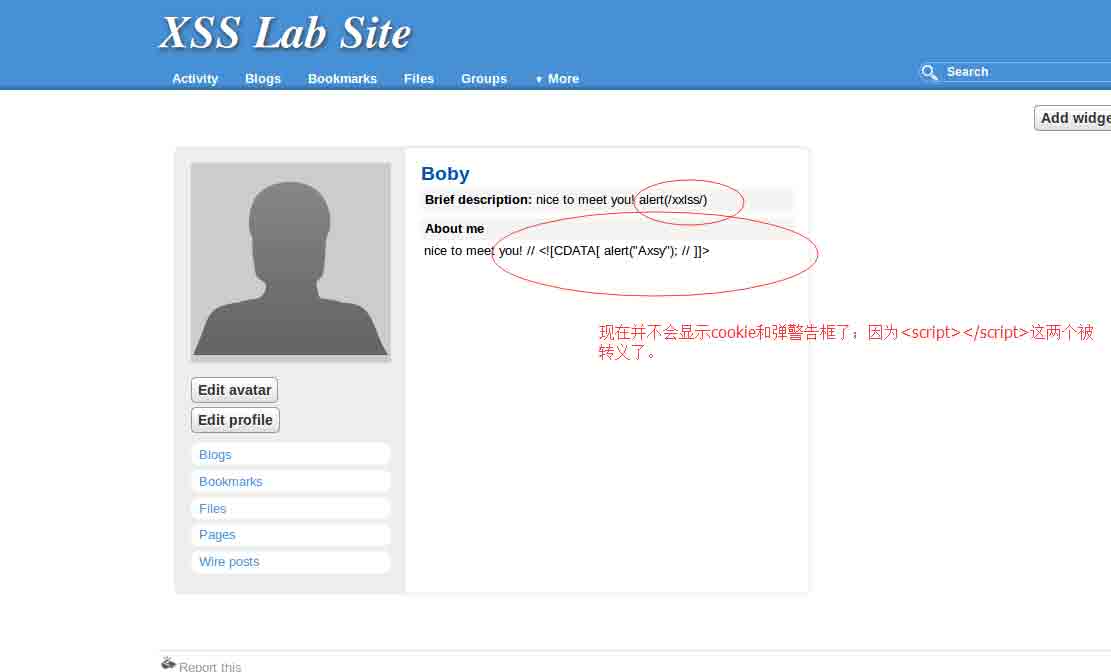 XSS Lab Site
Activity Blogs Bookmarks Files Groups ▼ More
Search
Add widge
Boby
Brief description: nice to meet you! alert(/xxlss/)
About me
nice to meet you! // <![CDATA[ alert("Axsy"); // ]]>
现在并不会显示cookie和弹警告框了；因为<script></script>这两个被
转义了。
Edit avatar
Edit profile
Blogs
Bookmarks
Files
Pages
Wire posts
Report this